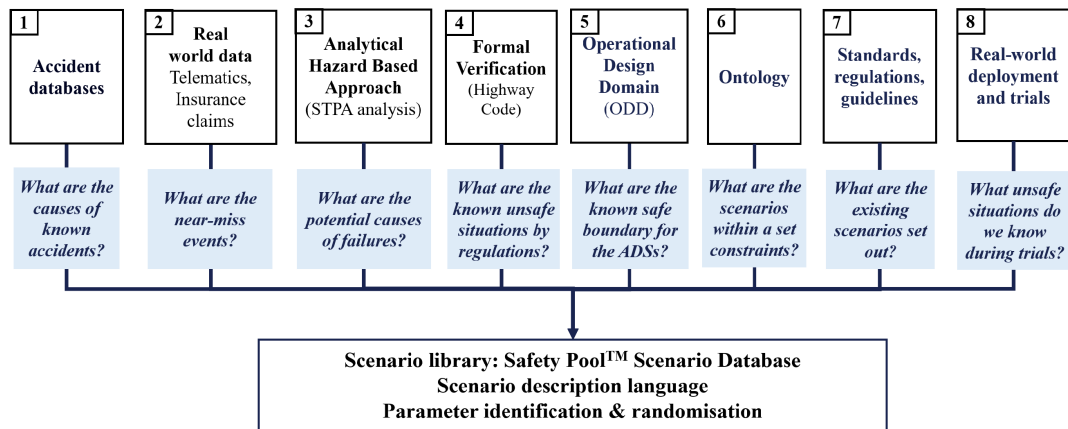 1
Accident
databases
2
Real
world data
Telematics,
Insurance
claims
3
Analytical
Hazard Based
Approach
(STPA analysis)
4
Formal
Verification
(Highway
Code)
5
Operational
Design
Domain
(ODD)
6
Ontology
7
Standards,
regulations,
guidelines
8
Real-world
deployment
and trials
What are the
causes of
known
accidents?
What are the
near-miss
events?
What are the
potential causes
of failures?
What are the
known unsafe
situations by
regulations?
What are the
known safe
boundary for
the ADSs?
What are the
scenarios
within a set
constraints?
What are the
existing
scenarios set
out?
What unsafe
situations do
we know
during trials?
Scenario library: Safety Pool™ Scenario Database
Scenario description language
Parameter identification & randomisation